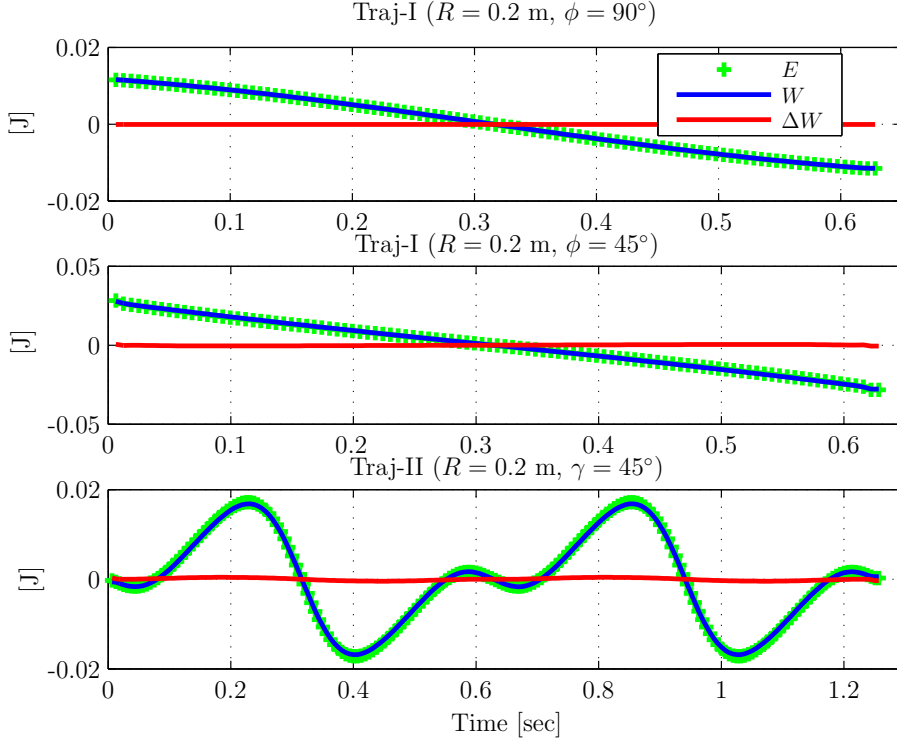 Traj-I (R = 0.2 m, ϕ = 90°)
0.02
0
-0.02
[J]
E
W
ΔW
0 0.1 0.2 0.3 0.4 0.5 0.6
Traj-I (R = 0.2 m, ϕ = 45°)
0.05
0
-0.05
[J]
0 0.1 0.2 0.3 0.4 0.5 0.6
Traj-II (R = 0.2 m, γ = 45°)
0.02
0
-0.02
[J]
0 0.2 0.4 0.6 0.8 1 1.2
Time [sec]